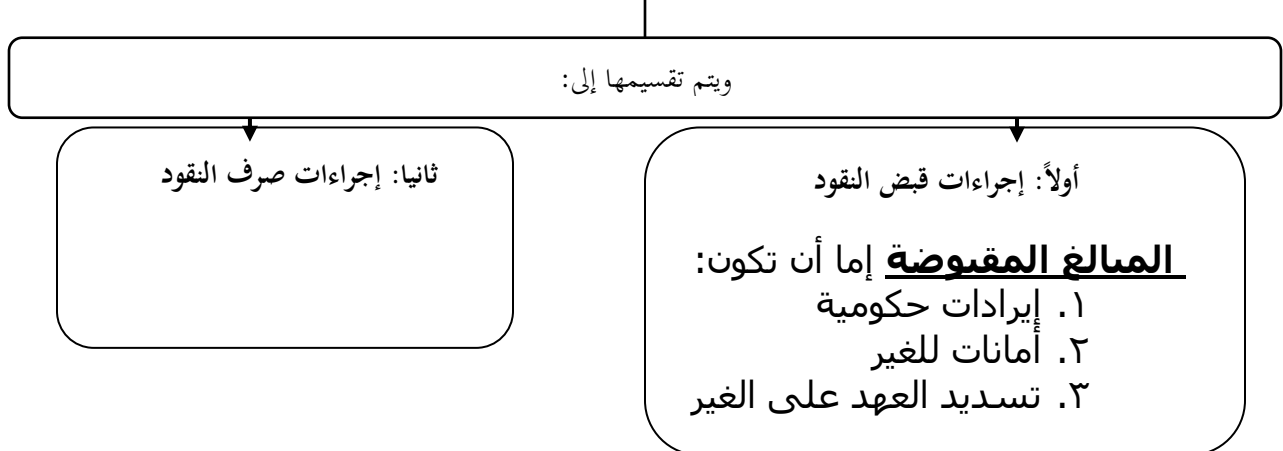 ويتم تقسيمها إلى:
أولاً: إجراءات قبض النقود
المبالغ المقبوضة إما أن تكون:
١. إيرادات حكومية
٢. أمانات للغير
٣. تسديد العهد على الغير
ثانيا: إجراءات صرف النقود